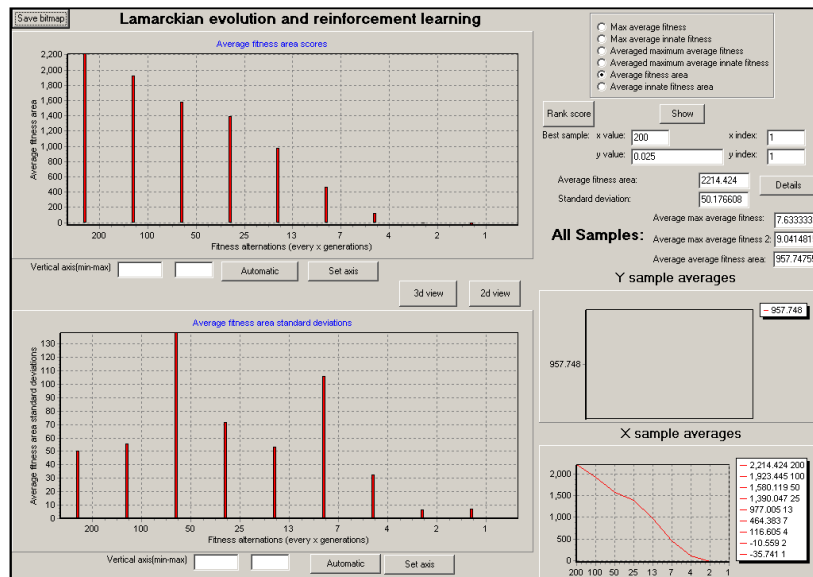 Save bitmap
Lamarckian evolution and reinforcement learning
Average fitness area scores
Average fitness area
2,200
2,000
1,800
1,600
1,400
1,200
1,000
800
600
400
200
0
200 100 50 25 13 7 4 2 1
Fitness alternations (every x generations)
Vertical axis(min-max)
Automatic
Set axis
3d view
2d view
Average fitness area standard deviations
Average fitness area standard deviations
130
120
110
100
90
80
70
60
50
40
30
20
10
0
200 100 50 25 13 7 4 2 1
Fitness alternations (every x generations)
Vertical axis(min-max)
Automatic
Set axis
Max average fitness
Max average innate fitness
Averaged maximum average fitness
Averaged maximum average innate fitness
Average fitness area
Average innate fitness area
Rank score
Show
Best sample: x value: 200 x index: 1
y value: 0.025 y index: 1
Average fitness area: 2214.424
Standard deviation: 50.176608
Details
All Samples:
Average max average fitness: 7.633333
Average max average fitness 2: 9.041481
Average average fitness area: 957.7475
Y sample averages
957.748
957.748
X sample averages
2,000
1,500
1,000
500
0
200 100 50 25 13 7 4 2 1
2,214.424 200
1,923.445 100
1,580.119 50
1,390.047 25
977.005 13
464.383 7
116.605 4
-10.559 2
-35.741 1